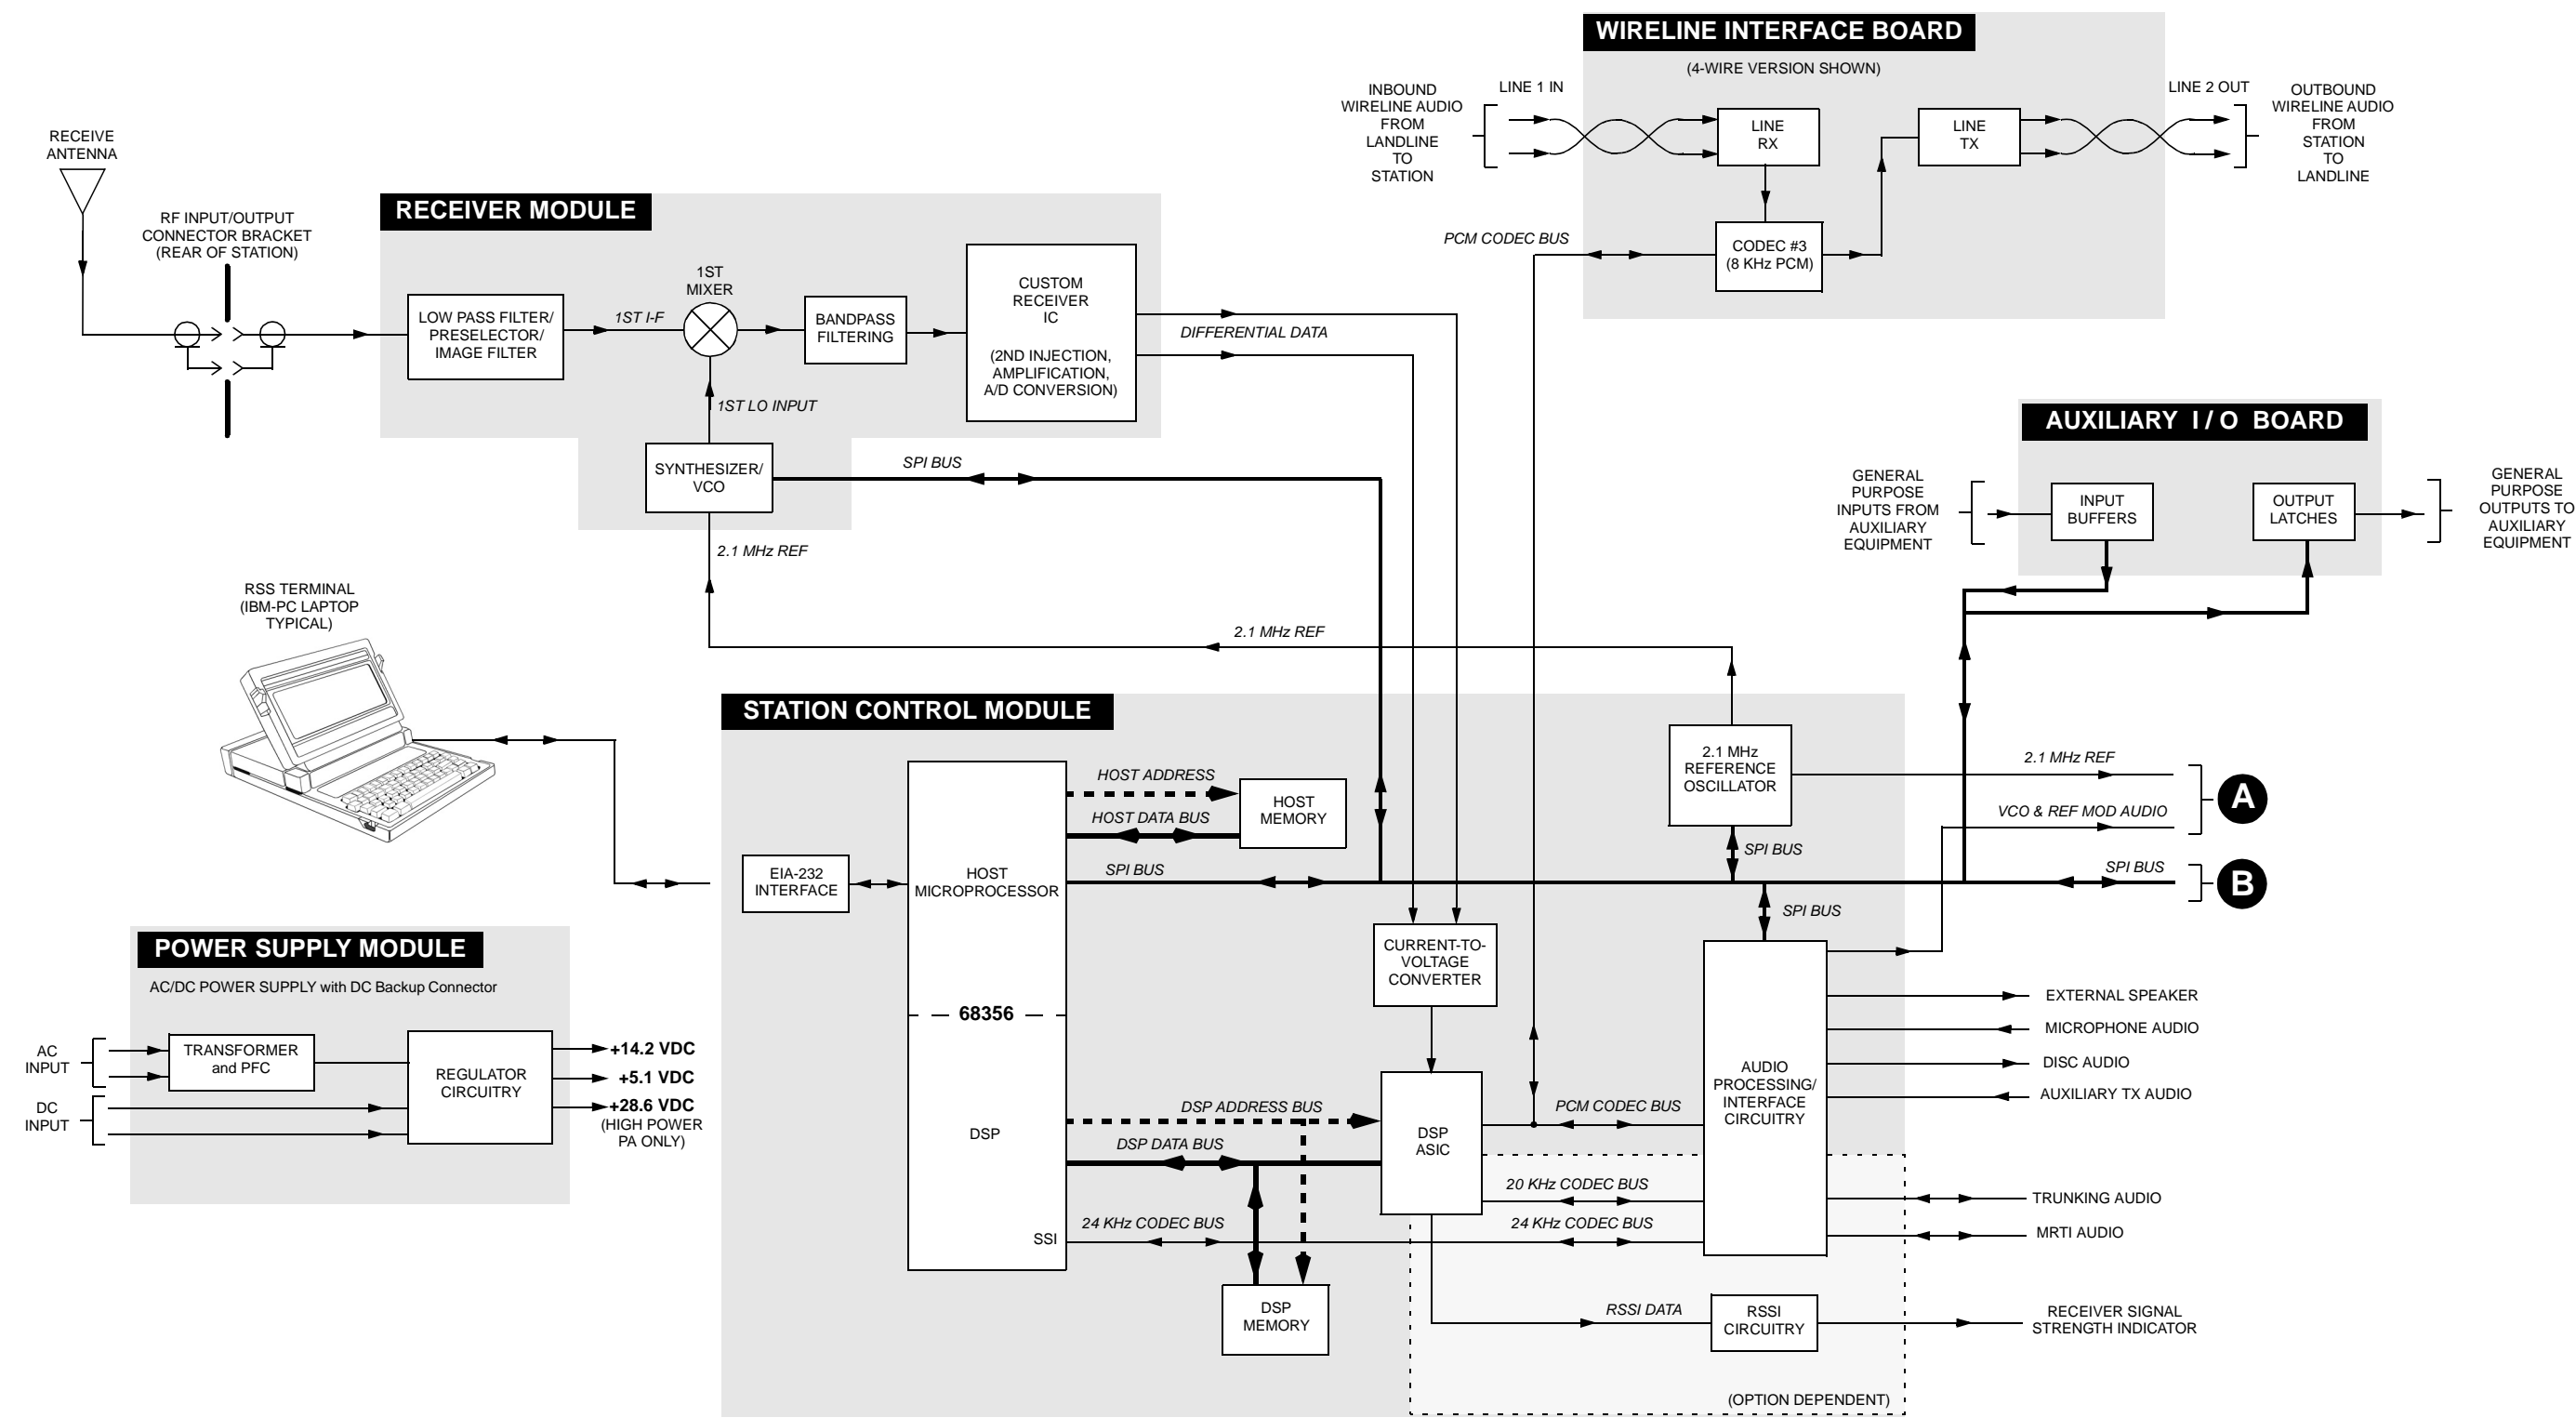 WIRELINE INTERFACE BOARD
(4-WIRE VERSION SHOWN)
INBOUND
WIRELINE AUDIO
FROM
LANDLINE
TO
STATION
LINE 1 IN
LINE
RX
LINE
TX
LINE 2 OUT
OUTBOUND
WIRELINE AUDIO
FROM
STATION
TO
LANDLINE
PCM CODEC BUS
CODEC #3
(8 KHz PCM)
RECEIVE
ANTENNA
RF INPUT/OUTPUT
CONNECTOR BRACKET
(REAR OF STATION)
RECEIVER MODULE
LOW PASS FILTER/
PRESELECTOR/
IMAGE FILTER
1ST I-F
1ST
MIXER
BANDPASS
FILTERING
CUSTOM
RECEIVER
IC
(2ND INJECTION,
AMPLIFICATION,
A/D CONVERSION)
DIFFERENTIAL DATA
1ST LO INPUT
SYNTHESIZER/
VCO
SPI BUS
2.1 MHz REF
2.1 MHz REF
AUXILIARY I / O BOARD
GENERAL
PURPOSE
INPUTS FROM
AUXILIARY
EQUIPMENT
INPUT
BUFFERS
OUTPUT
LATCHES
GENERAL
PURPOSE
OUTPUTS TO
AUXILIARY
EQUIPMENT
RSS TERMINAL
(IBM-PC LAPTOP
TYPICAL)
STATION CONTROL MODULE
EIA-232
INTERFACE
HOST
MICROPROCESSOR
68356
DSP
SSI
HOST ADDRESS
HOST DATA BUS
HOST
MEMORY
SPI BUS
2.1 MHz
REFERENCE
OSCILLATOR
SPI BUS
SPI BUS
2.1 MHz REF
VCO & REF MOD AUDIO
A
SPI BUS
B
CURRENT-TO-
VOLTAGE
CONVERTER
DSP ADDRESS BUS
DSP DATA BUS
DSP
ASIC
PCM CODEC BUS
20 KHz CODEC BUS
24 KHz CODEC BUS
24 KHz CODEC BUS
DSP
MEMORY
AUDIO
PROCESSING/
INTERFACE
CIRCUITRY
EXTERNAL SPEAKER
MICROPHONE AUDIO
DISC AUDIO
AUXILIARY TX AUDIO
TRUNKING AUDIO
MRTI AUDIO
RSSI DATA
RSSI
CIRCUITRY
RECEIVER SIGNAL
STRENGTH INDICATOR
(OPTION DEPENDENT)
POWER SUPPLY MODULE
AC/DC POWER SUPPLY with DC Backup Connector
AC
INPUT
TRANSFORMER
and PFC
DC
INPUT
REGULATOR
CIRCUITRY
+14.2 VDC
+5.1 VDC
+28.6 VDC
(HIGH POWER
PA ONLY)